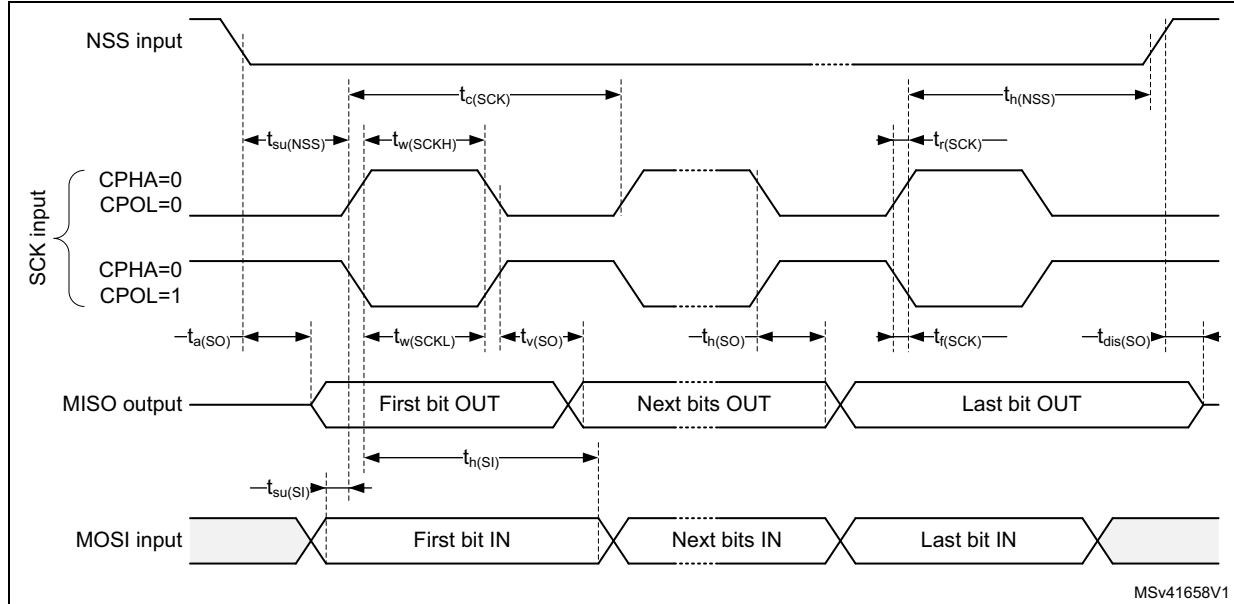 NSS input
tc(SCK)
th(NSS)
tsu(NSS)
tw(SCKH)
tr(SCK)
SCK input
CPHA=0
CPOL=0
CPHA=0
CPOL=1
ta(SO)
tw(SCKL)
tv(SO)
th(SO)
tf(SCK)
tdis(SO)
MISO output
First bit OUT
Next bits OUT
Last bit OUT
th(SI)
tsu(SI)
MOSI input
First bit IN
Next bits IN
Last bit IN
MSv41658V1